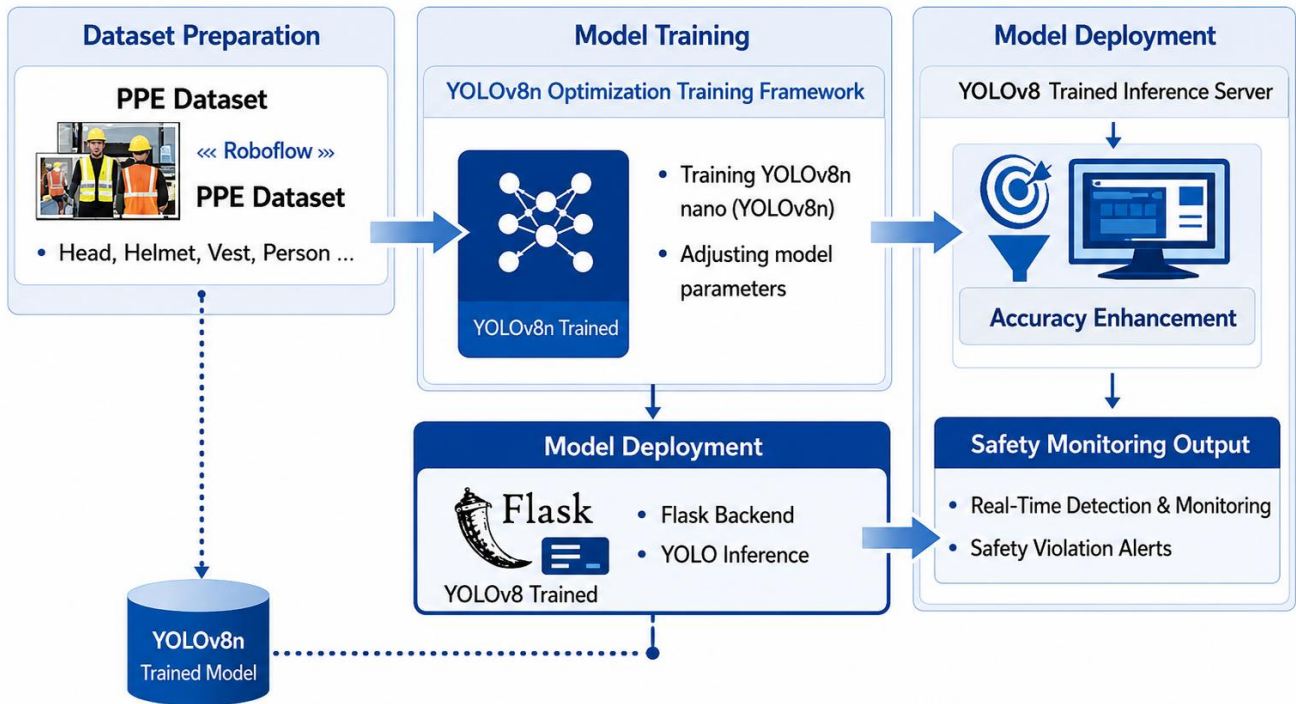 Dataset Preparation
PPE Dataset
‹‹‹ Roboflow ›››
PPE Dataset
• Head, Helmet, Vest, Person ...
Model Training
YOLOv8n Optimization Training Framework
YOLOv8n Trained
• Training YOLOv8n
nano (YOLOv8n)
• Adjusting model
parameters
Model Deployment
YOLOv8 Trained Inference Server
Accuracy Enhancement
Model Deployment
Flask
YOLOv8 Trained
• Flask Backend
• YOLO Inference
Safety Monitoring Output
• Real-Time Detection & Monitoring
• Safety Violation Alerts
YOLOv8n
Trained Model